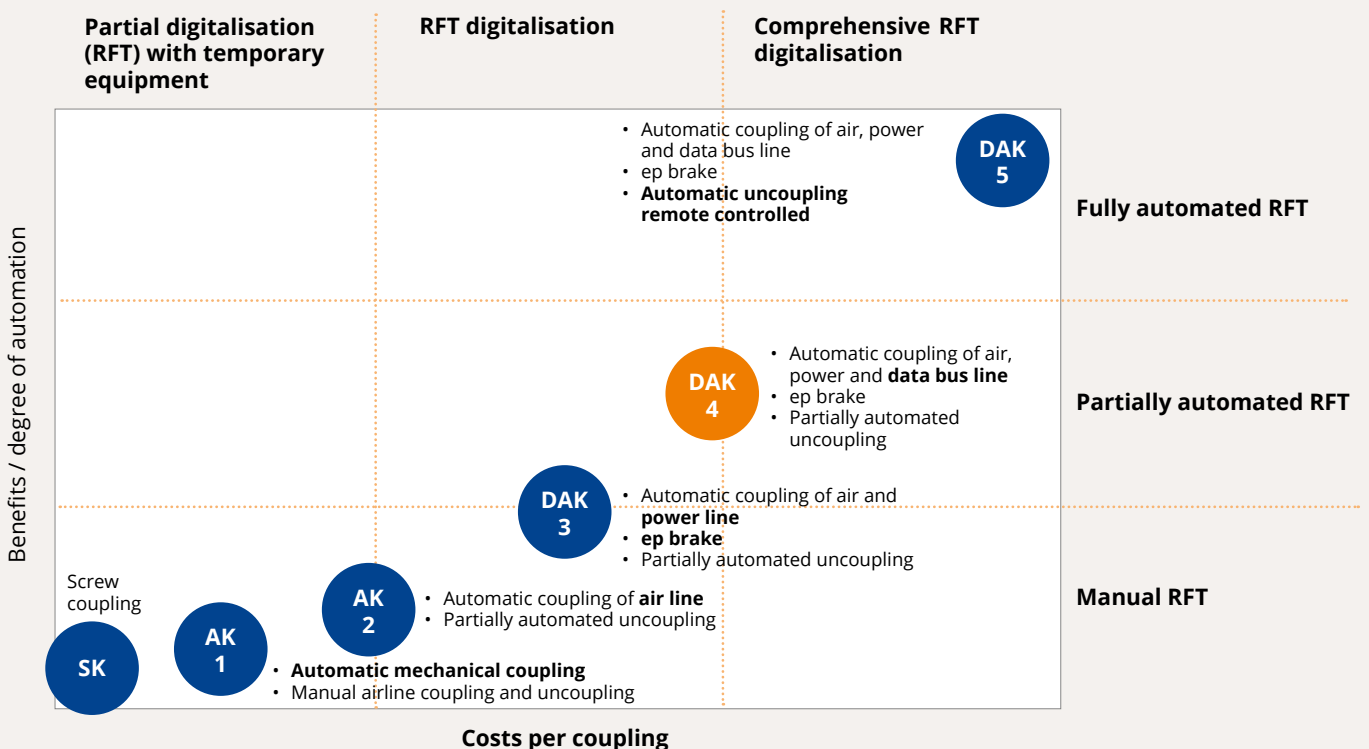 Partial digitalisation
(RFT) with temporary
equipment
RFT digitalisation
Comprehensive RFT
digitalisation
Benefits / degree of automation
• Automatic coupling of air, power
and data bus line
• ep brake
• Automatic uncoupling
remote controlled
DAK
5
Fully automated RFT
DAK
4
• Automatic coupling of air,
power and data bus line
• ep brake
• Partially automated
uncoupling
Partially automated RFT
DAK
3
• Automatic coupling of air and
power line
• ep brake
• Partially automated uncoupling
Screw
coupling
SK
AK
1
• Automatic mechanical coupling
• Manual airline coupling and uncoupling
AK
2
• Automatic coupling of air line
• Partially automated uncoupling
Manual RFT
Costs per coupling